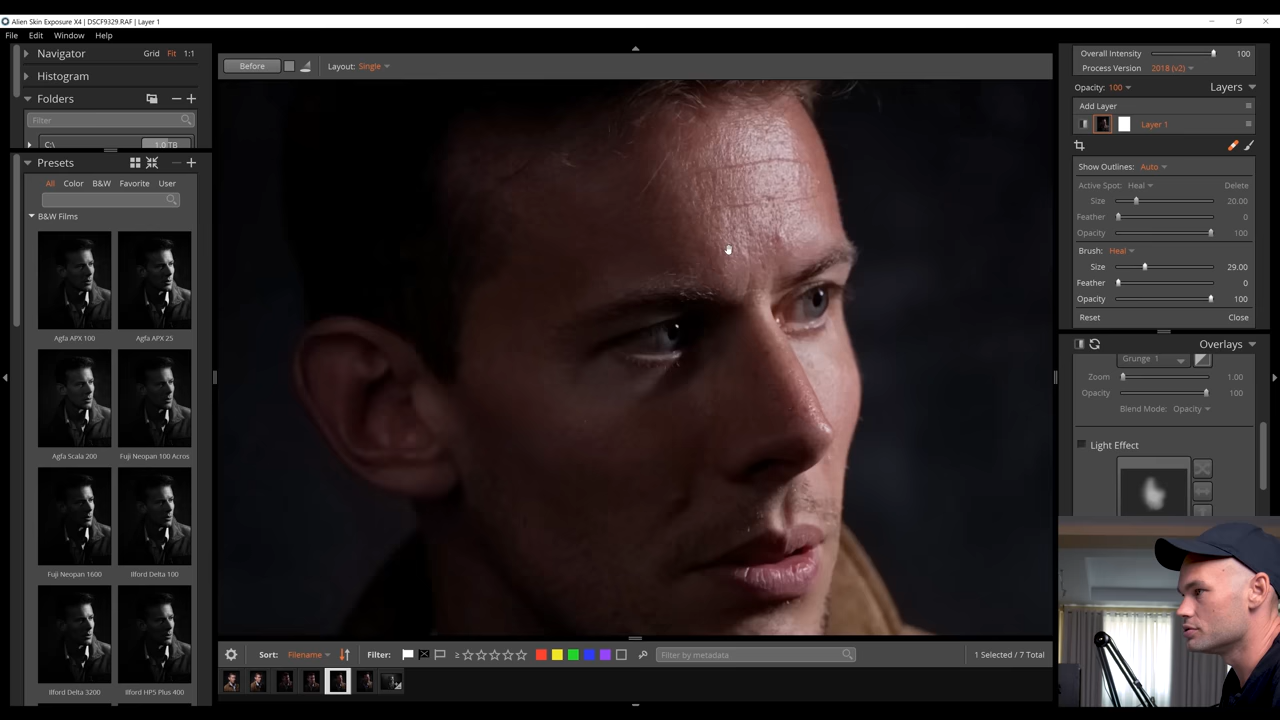 Alien Skin Exposure X4 | DSCF9329.RAF | Layer 1
File Edit Window Help
Navigator Grid Fit 1:1
Histogram
Folders
Filter
C:\ 1.0 TB
Presets
All Color B&W Favorite User
B&W Films
Agfa APX 100 Agfa APX 25
Agfa Scala 200 Fuji Neopan 100 Acros
Fuji Neopan 1600 Ilford Delta 100
Ilford Delta 3200 Ilford HP5 Plus 400
Before Layout: Single
Sort: Filename Filter: Filter by metadata 1 Selected / 7 Total
Overall Intensity 100
Process Version 2018 (v2)
Opacity: 100 Layers
Add Layer
Layer 1
Show Outlines: Auto
Active Spot: Heal Delete
Size 20.00
Feather 0
Opacity 100
Brush: Heal
Size 29.00
Feather 0
Opacity 100
Reset Close
Overlays
Grunge 1
Zoom 1.00
Opacity 100
Blend Mode: Opacity
Light Effect